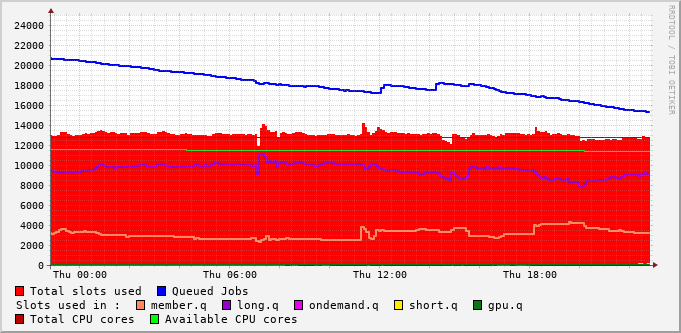 RRDTOOL / TOBI OETIKER
24000
22000
20000
18000
16000
14000
12000
10000
8000
6000
4000
2000
0
Thu 00:00 Thu 06:00 Thu 12:00 Thu 18:00
Total slots used Queued Jobs
Slots used in : member.q long.q ondemand.q short.q gpu.q
Total CPU cores Available CPU cores